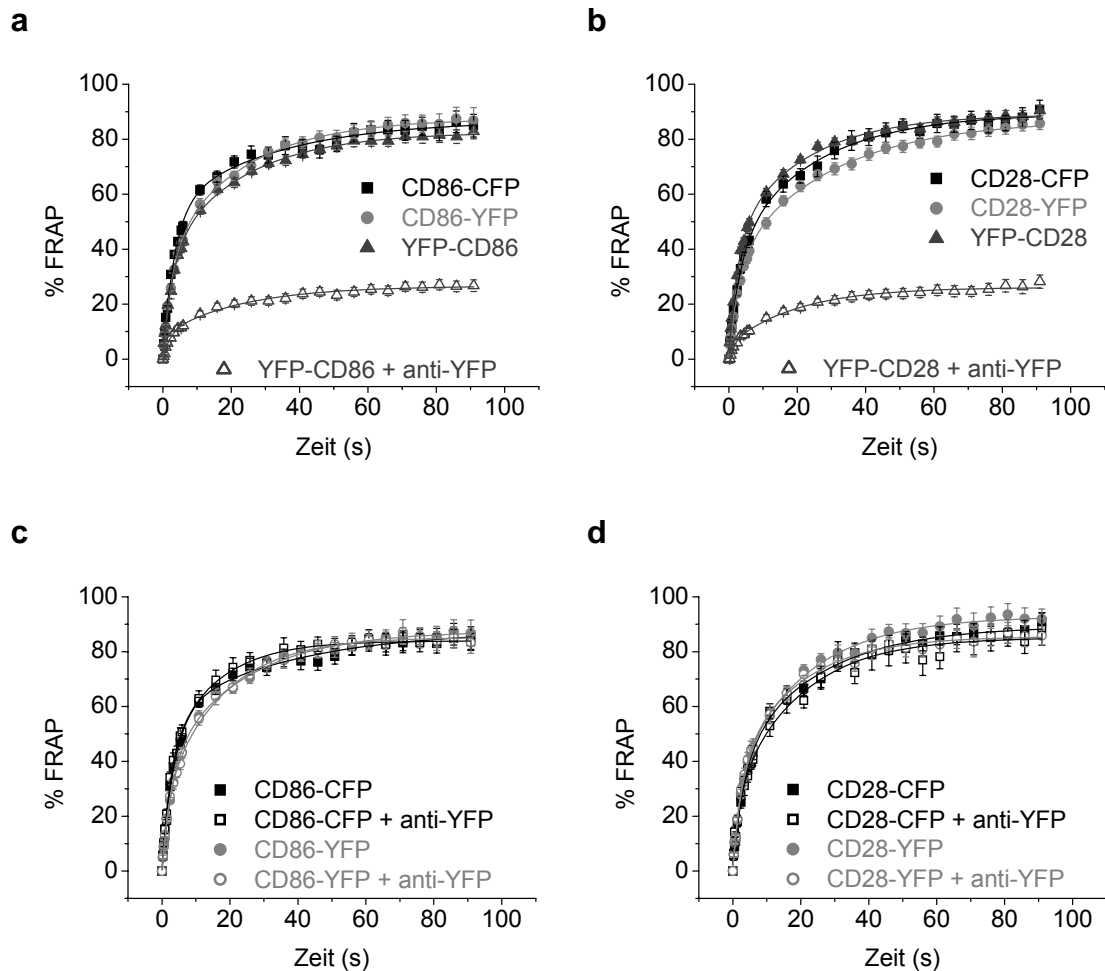 a
100
80
60
40
20
0
% FRAP
CD86-CFP
CD86-YFP
YFP-CD86
YFP-CD86 + anti-YFP
0 20 40 60 80 100
Zeit (s)
b
100
80
60
40
20
0
% FRAP
CD28-CFP
CD28-YFP
YFP-CD28
YFP-CD28 + anti-YFP
0 20 40 60 80 100
Zeit (s)
c
100
80
60
40
20
0
% FRAP
CD86-CFP
CD86-CFP + anti-YFP
CD86-YFP
CD86-YFP + anti-YFP
0 20 40 60 80 100
Zeit (s)
d
100
80
60
40
20
0
% FRAP
CD28-CFP
CD28-CFP + anti-YFP
CD28-YFP
CD28-YFP + anti-YFP
0 20 40 60 80 100
Zeit (s)